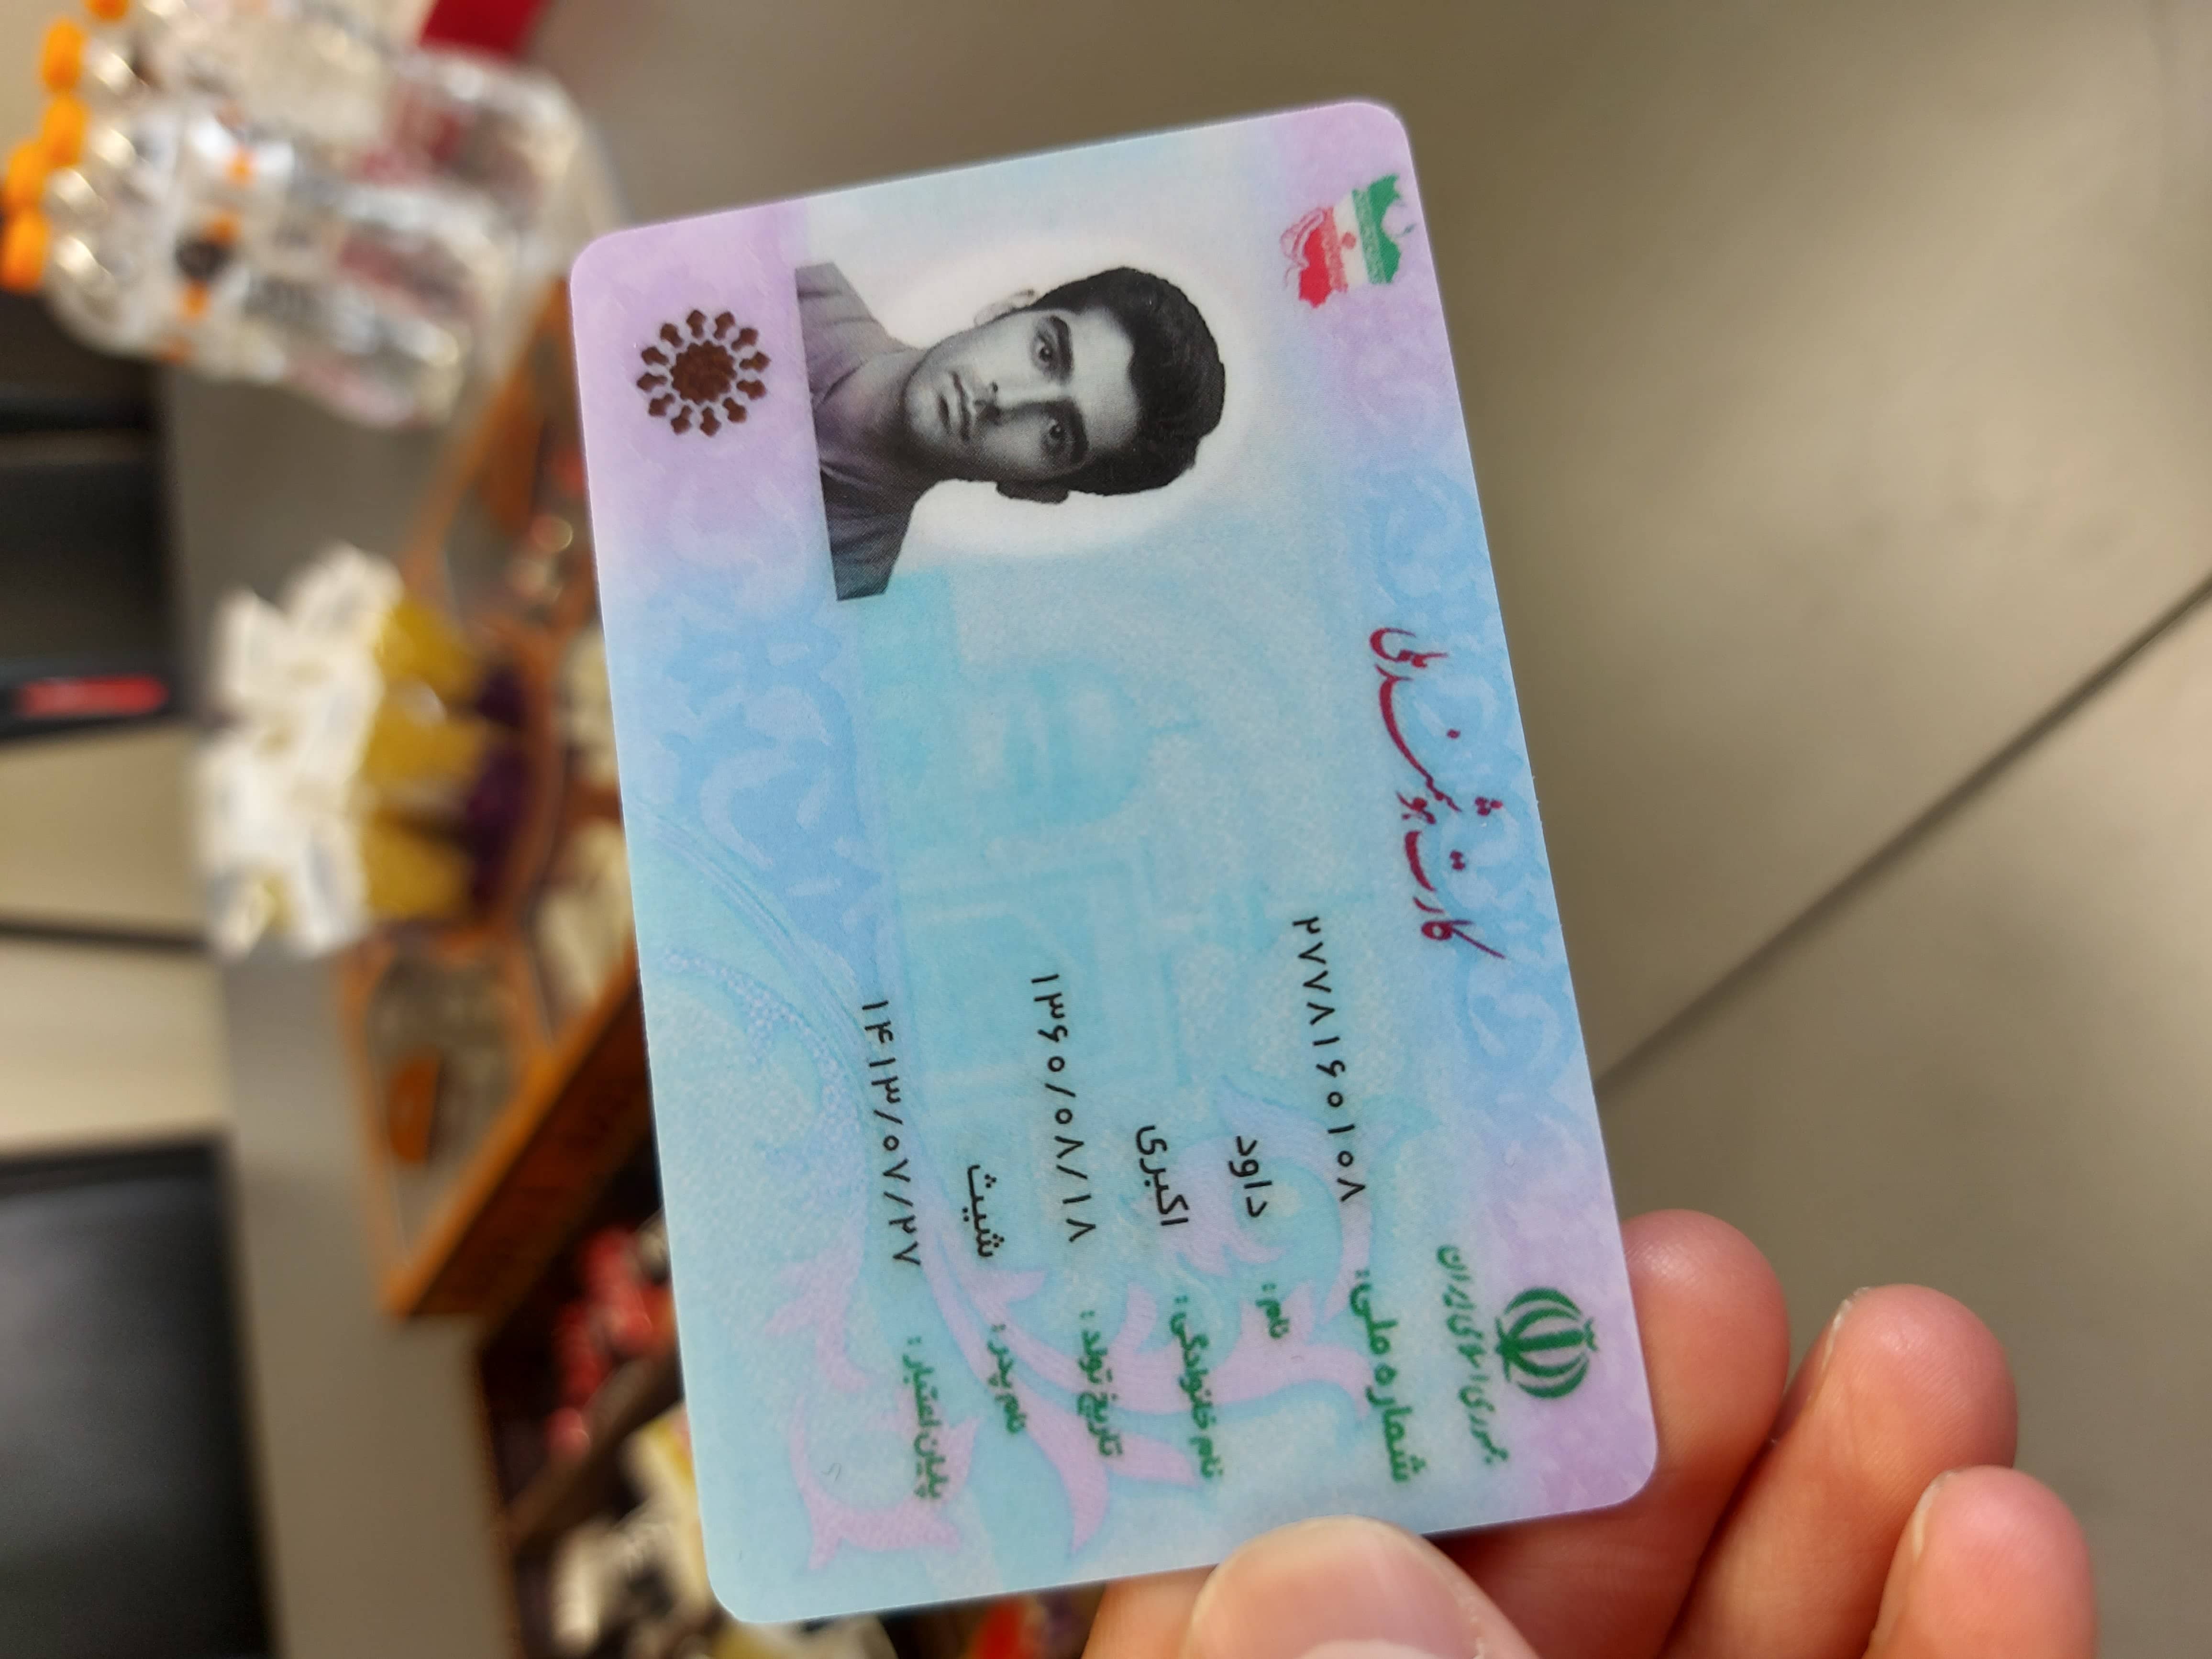 جمهوری اسلامی ایران
کارت هوشمند ملی
شماره ملی: ۲۷۷۸۱۶۰۱۰۸
نام: داود
نام خانوادگی: اکبری
تاریخ تولد: ۱۳۶۰/۰۸/۱۸
نام پدر: شیث
پایان اعتبار: ۱۴۱۳/۰۷/۲۷